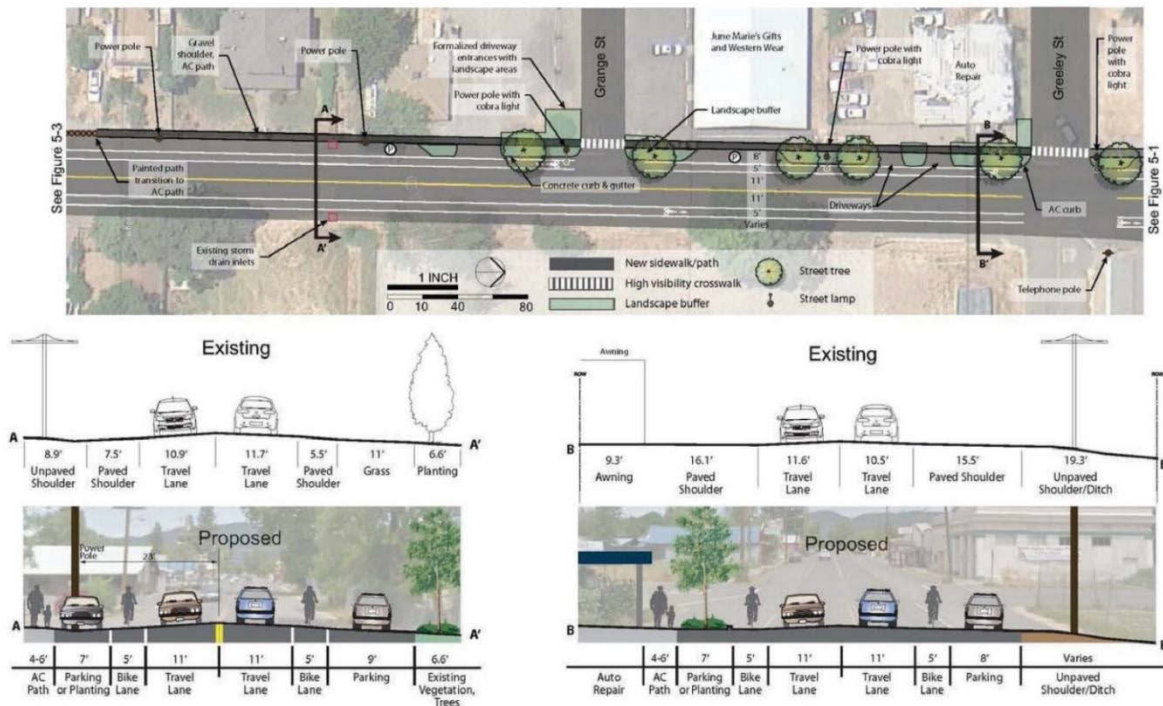 Power pole
Gravel
shoulder,
AC path
Power pole
Formalized driveway
entrances with
landscape areas
Power pole with
cobra light
Grange St
June Marie's Gifts
and Western Wear
Landscape buffer
Power pole with
cobra light
Auto
Repair
Greeley St
Power
pole
with
cobra
light
See Figure 5-3
A
B
P
P
8'
5'
11'
11'
5'
Varies
Painted path
transition to
AC path
Concrete curb & gutter
Driveways
AC curb
See Figure 5-1
Existing storm
drain inlets
A'
B'
Telephone pole
1 INCH
0 20 40 80
New sidewalk/path
High visibility crosswalk
Landscape buffer
Street tree
Street lamp
Existing
A
A'
8.9' 7.5' 10.9' 11.7' 5.5' 11' 6.6'
Unpaved Paved Travel Travel Paved Grass Planting
Shoulder Shoulder Lane Lane Shoulder
Existing
Awning
ROW
ROW
B
9.3' 16.1' 11.6' 10.5' 15.5' 19.3'
Awning Paved Travel Travel Paved Shoulder Unpaved
Shoulder Lane Lane Shoulder/Ditch
Proposed
Power
Pole
23'
A
A'
4-6' 7' 5' 11' 11' 5' 9' 6.6'
AC Parking Bike Travel Travel Bike Parking Existing
Path or Planting Lane Lane Lane Lane Vegetation,
Trees
Proposed
B
4-6' 7' 5' 11' 11' 5' 8' Varies
Auto AC Parking Bike Travel Travel Bike Parking Unpaved
Repair Path or Planting Lane Lane Lane Lane Shoulder/Ditch